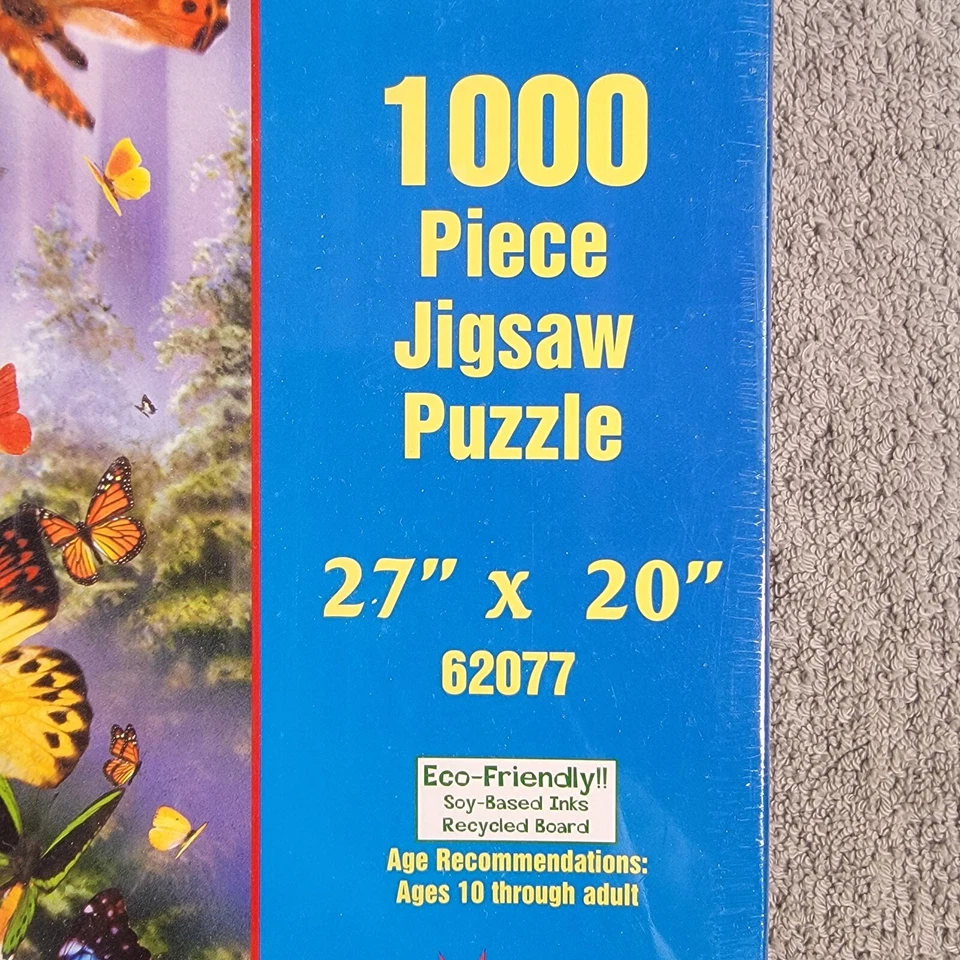 1000
Piece
Jigsaw
Puzzle
27” x 20”
62077
Eco-Friendly!!
Soy-Based Inks
Recycled Board
Age Recommendations:
Ages 10 through adult